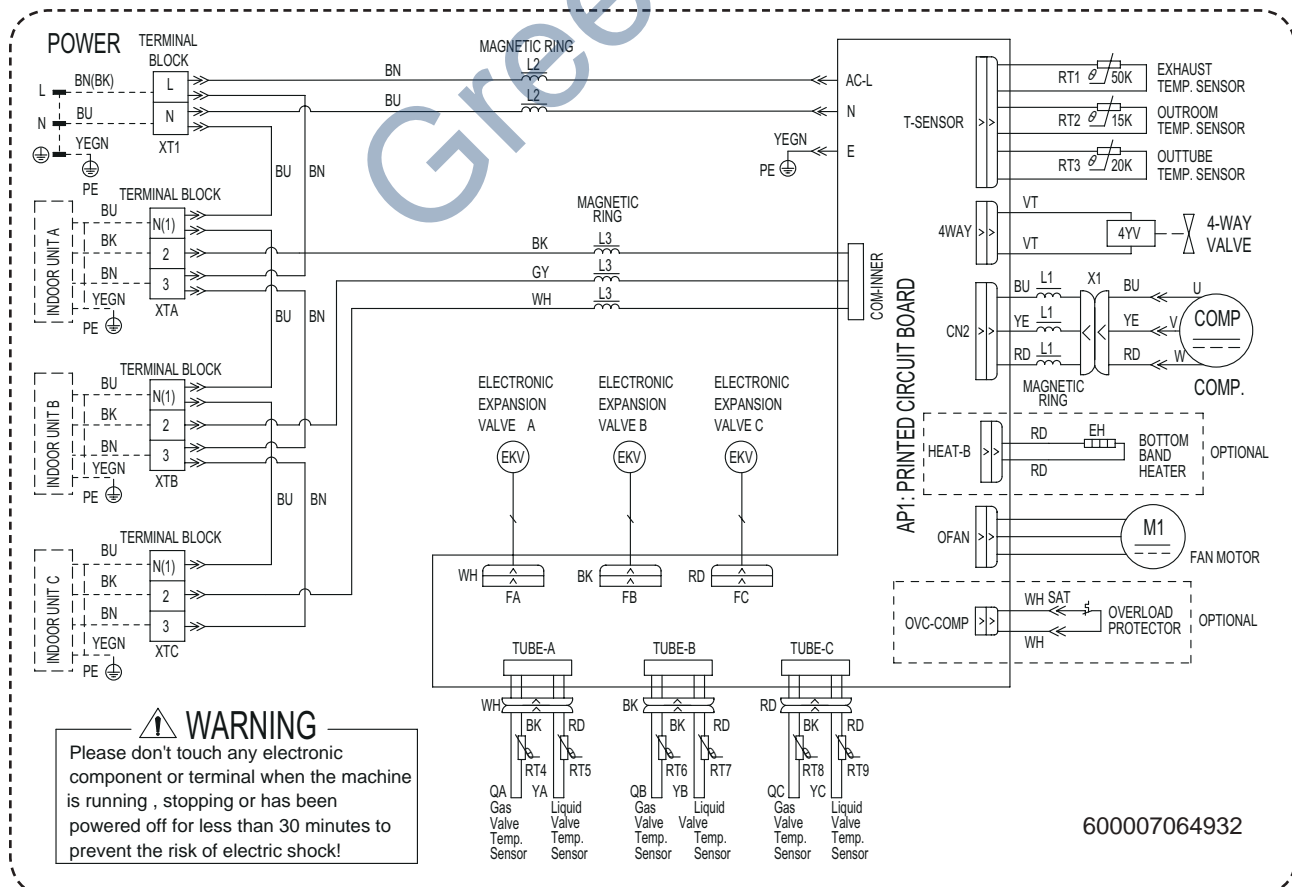 Gree
POWER
TERMINAL
BLOCK
L
BN(BK)
N
BU
YEGN
PE
L
N
XT1
BN
BU
MAGNETIC RING
L2
L2
AC-L
N
YEGN
E
PE
BU
BN
TERMINAL BLOCK
INDOOR UNIT A
BU
BK
BN
YEGN
PE
N(1)
2
3
XTA
MAGNETIC
RING
BK
L3
GY
L3
WH
L3
COM-INNER
BU
BN
TERMINAL BLOCK
INDOOR UNIT B
BU
BK
BN
YEGN
PE
N(1)
2
3
XTB
BU
BN
TERMINAL BLOCK
INDOOR UNIT C
BU
BK
BN
YEGN
PE
N(1)
2
3
XTC
ELECTRONIC
EXPANSION
VALVE A
EKV
ELECTRONIC
EXPANSION
VALVE B
EKV
ELECTRONIC
EXPANSION
VALVE C
EKV
WH
FA
BK
FB
RD
FC
AP1: PRINTED CIRCUIT BOARD
T-SENSOR
RT1 θ 50K
EXHAUST
TEMP. SENSOR
RT2 θ 15K
OUTROOM
TEMP. SENSOR
RT3 θ 20K
OUTTUBE
TEMP. SENSOR
4WAY
VT
VT
4YV
4-WAY
VALVE
CN2
BU L1
YE L1
RD L1
X1
BU
YE
RD
U
V
W
COMP
COMP.
MAGNETIC
RING
HEAT-B
RD
RD
EH
BOTTOM
BAND
HEATER
OPTIONAL
OFAN
M1
FAN MOTOR
OVC-COMP
WH SAT
WH
OVERLOAD
PROTECTOR
OPTIONAL
TUBE-A
WH
BK
RD
RT4
RT5
QA
YA
Gas
Valve
Temp.
Sensor
Liquid
Valve
Temp.
Sensor
TUBE-B
BK
BK
RD
RT6
RT7
QB
YB
Gas
Valve
Temp.
Sensor
Liquid
Valve
Temp.
Sensor
TUBE-C
RD
BK
RD
RT8
RT9
QC
YC
Gas
Valve
Temp.
Sensor
Liquid
Valve
Temp.
Sensor
WARNING
Please don't touch any electronic
component or terminal when the machine
is running , stopping or has been
powered off for less than 30 minutes to
prevent the risk of electric shock!
600007064932